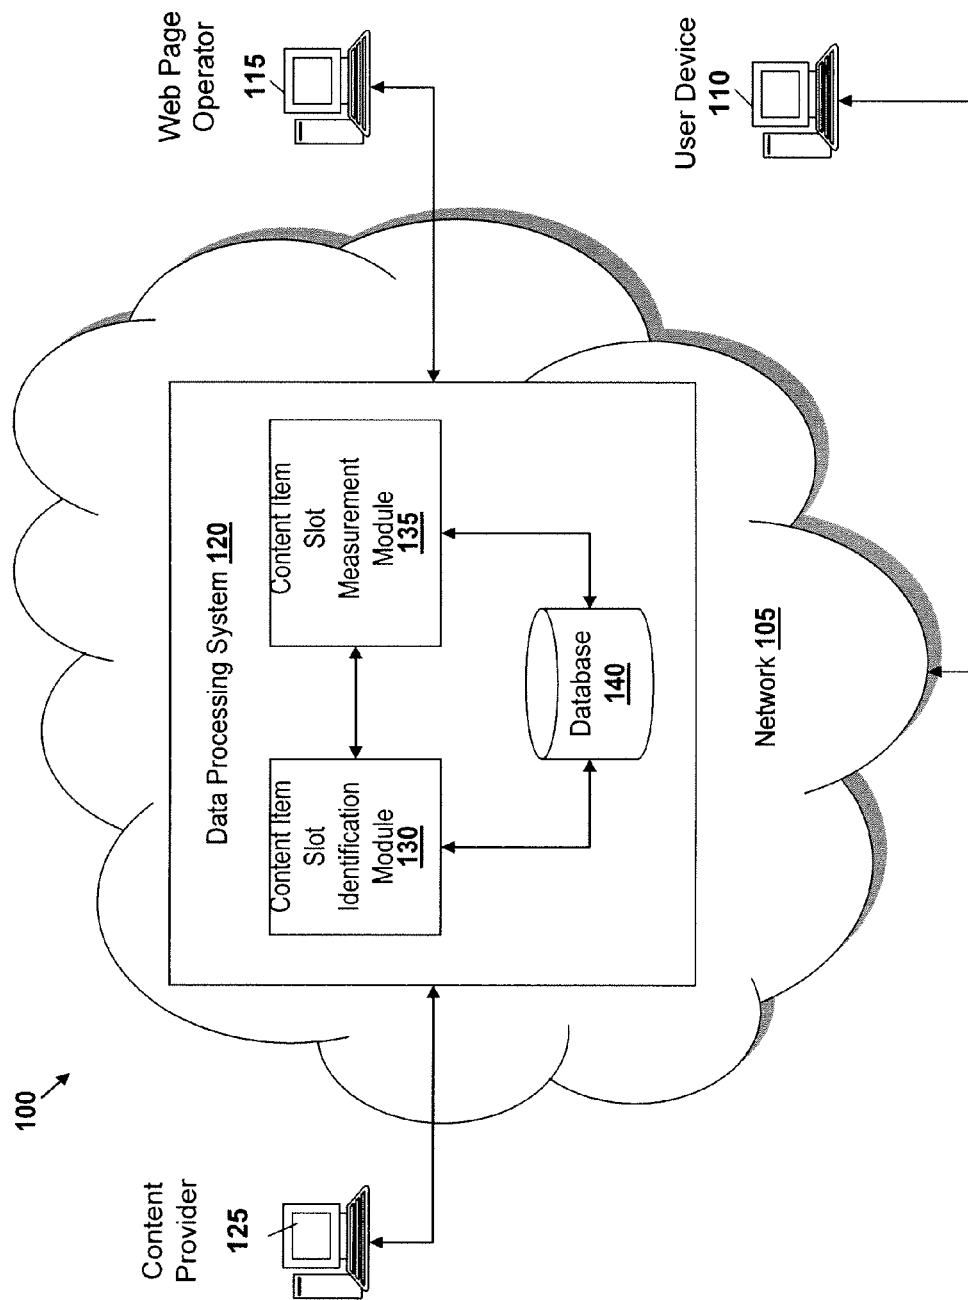 100
Content
Provider
125
Data Processing System 120
Content Item
Slot
Identification
Module
130
Content Item
Slot
Measurement
Module
135
Database
140
Network 105
Web Page
Operator
115
User Device
110